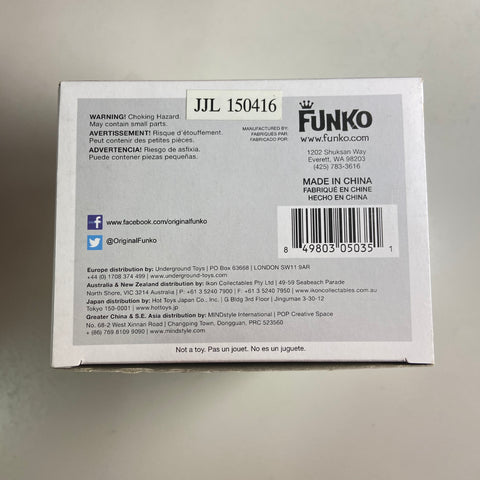 JJL 150416
WARNING! Choking Hazard.
May contain small parts.
AVERTISSEMENT! Risque d'étouffement.
Peut contenir des petites pièces.
ADVERTENCIA! Riesgo de asfixia.
Puede contener piezas pequeñas.
MANUFACTURED BY:
FABRIQUÉES PAR:
FABRICADO POR:
FUNKO
www.funko.com
1202 Shuksan Way
Everett, WA 98203
(425) 783-3616
MADE IN CHINA
FABRIQUÉ EN CHINE
HECHO EN CHINA
8 49803 05035 1
www.facebook.com/originalfunko
@OriginalFunko
Europe distribution by: Underground Toys | PO Box 63668 | LONDON SW11 9AR
+44 (0) 1708 374 499 | www.underground-toys.com
Australia & New Zealand distribution by: Ikon Collectables Pty Ltd | 49-59 Seabeach Parade
North Shore, VIC 3214 Australia | P: +61 3 5240 7900 | F: +61 3 5240 7950 | www.ikoncollectables.com.au
Japan distribution by: Hot Toys Japan Co., Inc. | G Bldg 3rd Floor | Jingumae 3-30-12
Tokyo 150-0001 | www.hottoys.jp
Greater China & S.E. Asia distribution by: MINDstyle International | POP Creative Space
No. 68-2 West Xinnan Road | Changping Town, Dongguan, PRC 523560
+ (86) 769 8109 9090 | www.mindstyle.com
Not a toy. Pas un jouet. No es un juguete.